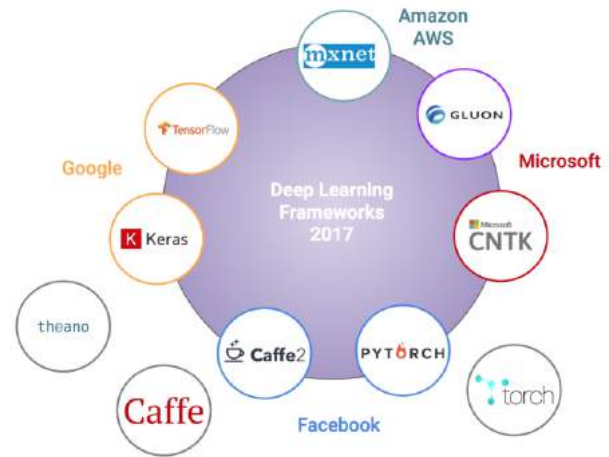 Amazon
AWS
mxnet
GLUON
TensorFlow
Google
Microsoft
Deep Learning
Frameworks
2017
K Keras
Microsoft
CNTK
theano
Caffe2
PYTORCH
Caffe
torch
Facebook